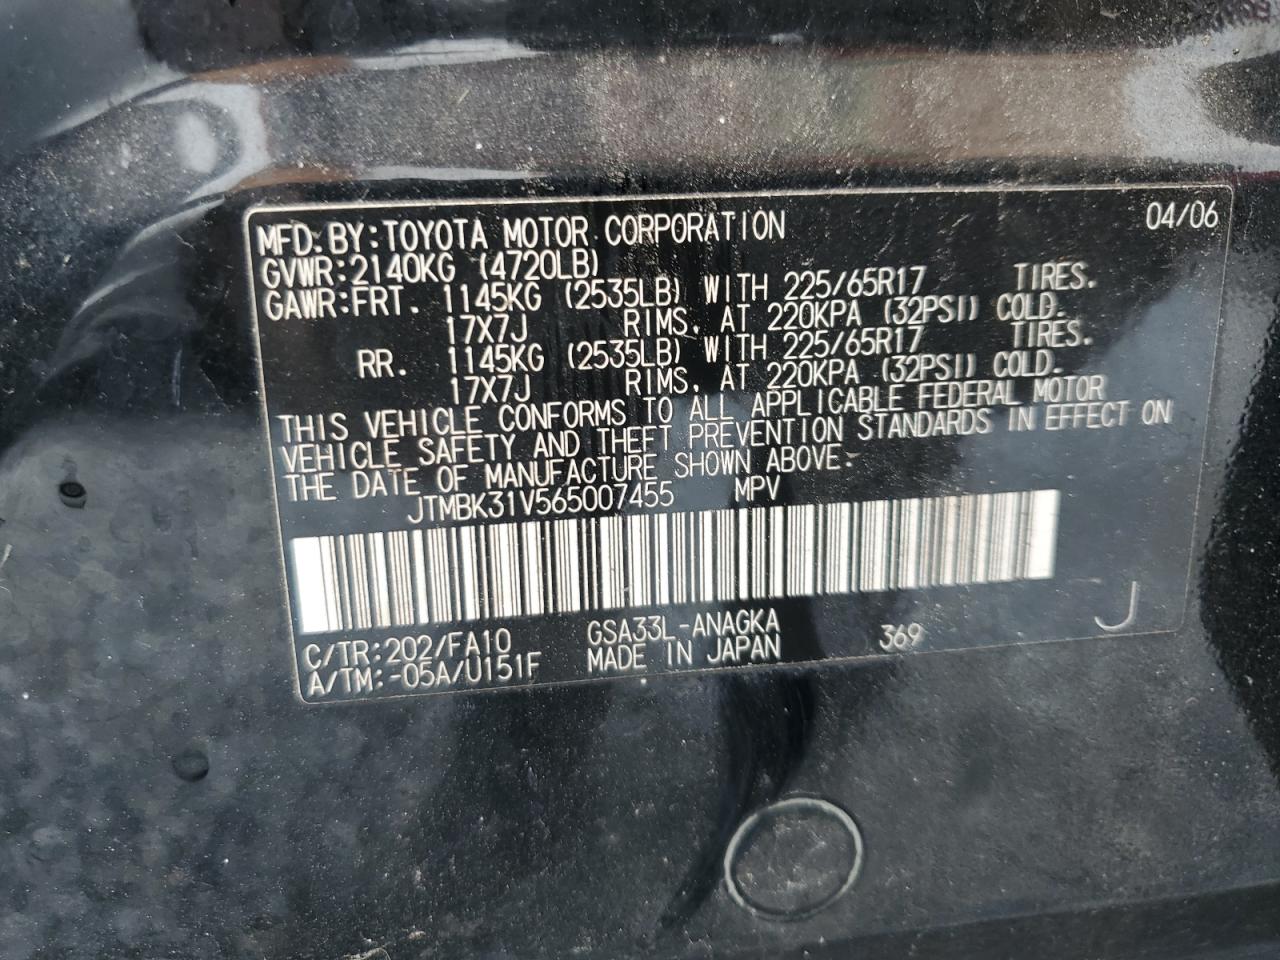 MFD. BY: TOYOTA MOTOR CORPORATION 04/06
GVWR: 2140KG (4720LB)
GAWR: FRT. 1145KG (2535LB) WITH 225/65R17 TIRES.
17X7J RIMS, AT 220KPA (32PSI) COLD.
RR. 1145KG (2535LB) WITH 225/65R17 TIRES.
17X7J RIMS, AT 220KPA (32PSI) COLD.
THIS VEHICLE CONFORMS TO ALL APPLICABLE FEDERAL MOTOR
VEHICLE SAFETY AND THEFT PREVENTION STANDARDS IN EFFECT ON
THE DATE OF MANUFACTURE SHOWN ABOVE.
JTMBK31V565007455 MPV
C/TR: 202/FA10 GSA33L-ANAGKA 369 J
A/TM: -05A/U151F MADE IN JAPAN